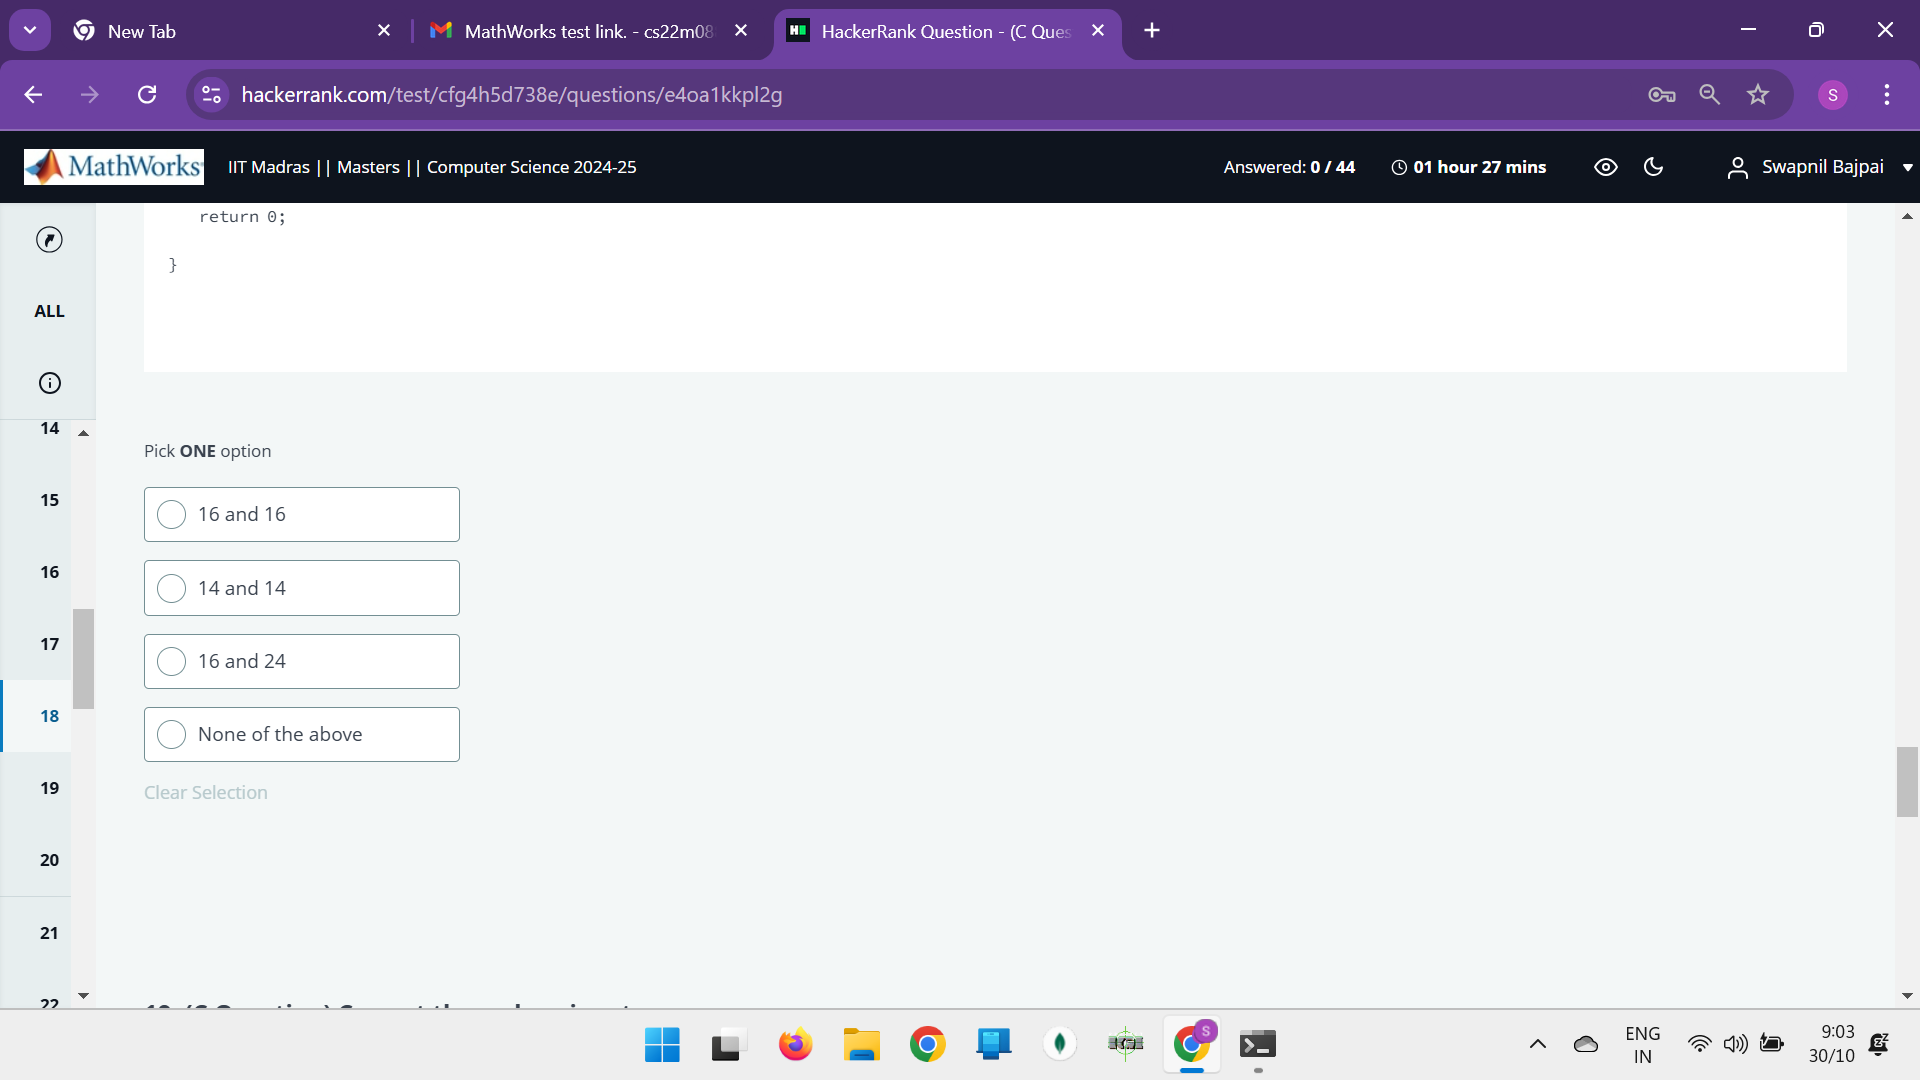 New Tab
MathWorks test link. - cs22m08
HackerRank Question - (C Ques
hackerrank.com/test/cfg4h5d738e/questions/e4oa1kkpl2g
S
MathWorks
IIT Madras || Masters || Computer Science 2024-25
Answered: 0 / 44
01 hour 27 mins
Swapnil Bajpai
return 0;
}
ALL
14
15
16
17
18
19
20
21
22
Pick ONE option
16 and 16
14 and 14
16 and 24
None of the above
Clear Selection
S
ENG
IN
9:03
30/10